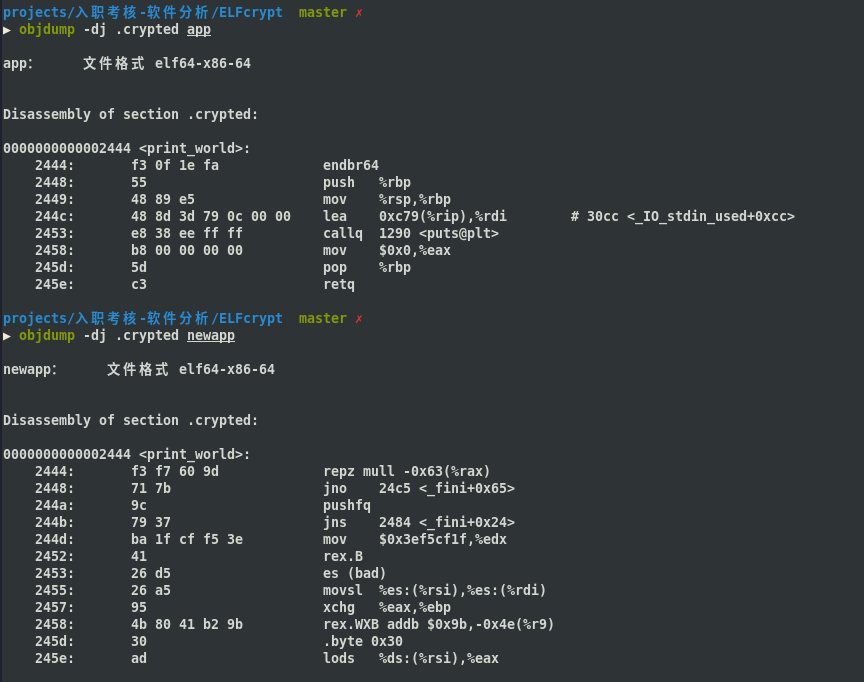 projects/入职考核-软件分析/ELFcrypt  master ✗
▶ objdump -dj .crypted app
app:      文件格式 elf64-x86-64
Disassembly of section .crypted:
0000000000002444 <print_world>:
    2444:       f3 0f 1e fa             endbr64
    2448:       55                      push   %rbp
    2449:       48 89 e5                mov    %rsp,%rbp
    244c:       48 8d 3d 79 0c 00 00    lea    0xc79(%rip),%rdi        # 30cc <_IO_stdin_used+0xcc>
    2453:       e8 38 ee ff ff          callq  1290 <puts@plt>
    2458:       b8 00 00 00 00          mov    $0x0,%eax
    245d:       5d                      pop    %rbp
    245e:       c3                      retq
projects/入职考核-软件分析/ELFcrypt  master ✗
▶ objdump -dj .crypted newapp
newapp:      文件格式 elf64-x86-64
Disassembly of section .crypted:
0000000000002444 <print_world>:
    2444:       f3 f7 60 9d             repz mull -0x63(%rax)
    2448:       71 7b                   jno    24c5 <_fini+0x65>
    244a:       9c                      pushfq
    244b:       79 37                   jns    2484 <_fini+0x24>
    244d:       ba 1f cf f5 3e          mov    $0x3ef5cf1f,%edx
    2452:       41                      rex.B
    2453:       26 d5                   es (bad)
    2455:       26 a5                   movsl  %es:(%rsi),%es:(%rdi)
    2457:       95                      xchg   %eax,%ebp
    2458:       4b 80 41 b2 9b          rex.WXB addb $0x9b,-0x4e(%r9)
    245d:       30                      .byte 0x30
    245e:       ad                      lods   %ds:(%rsi),%eax